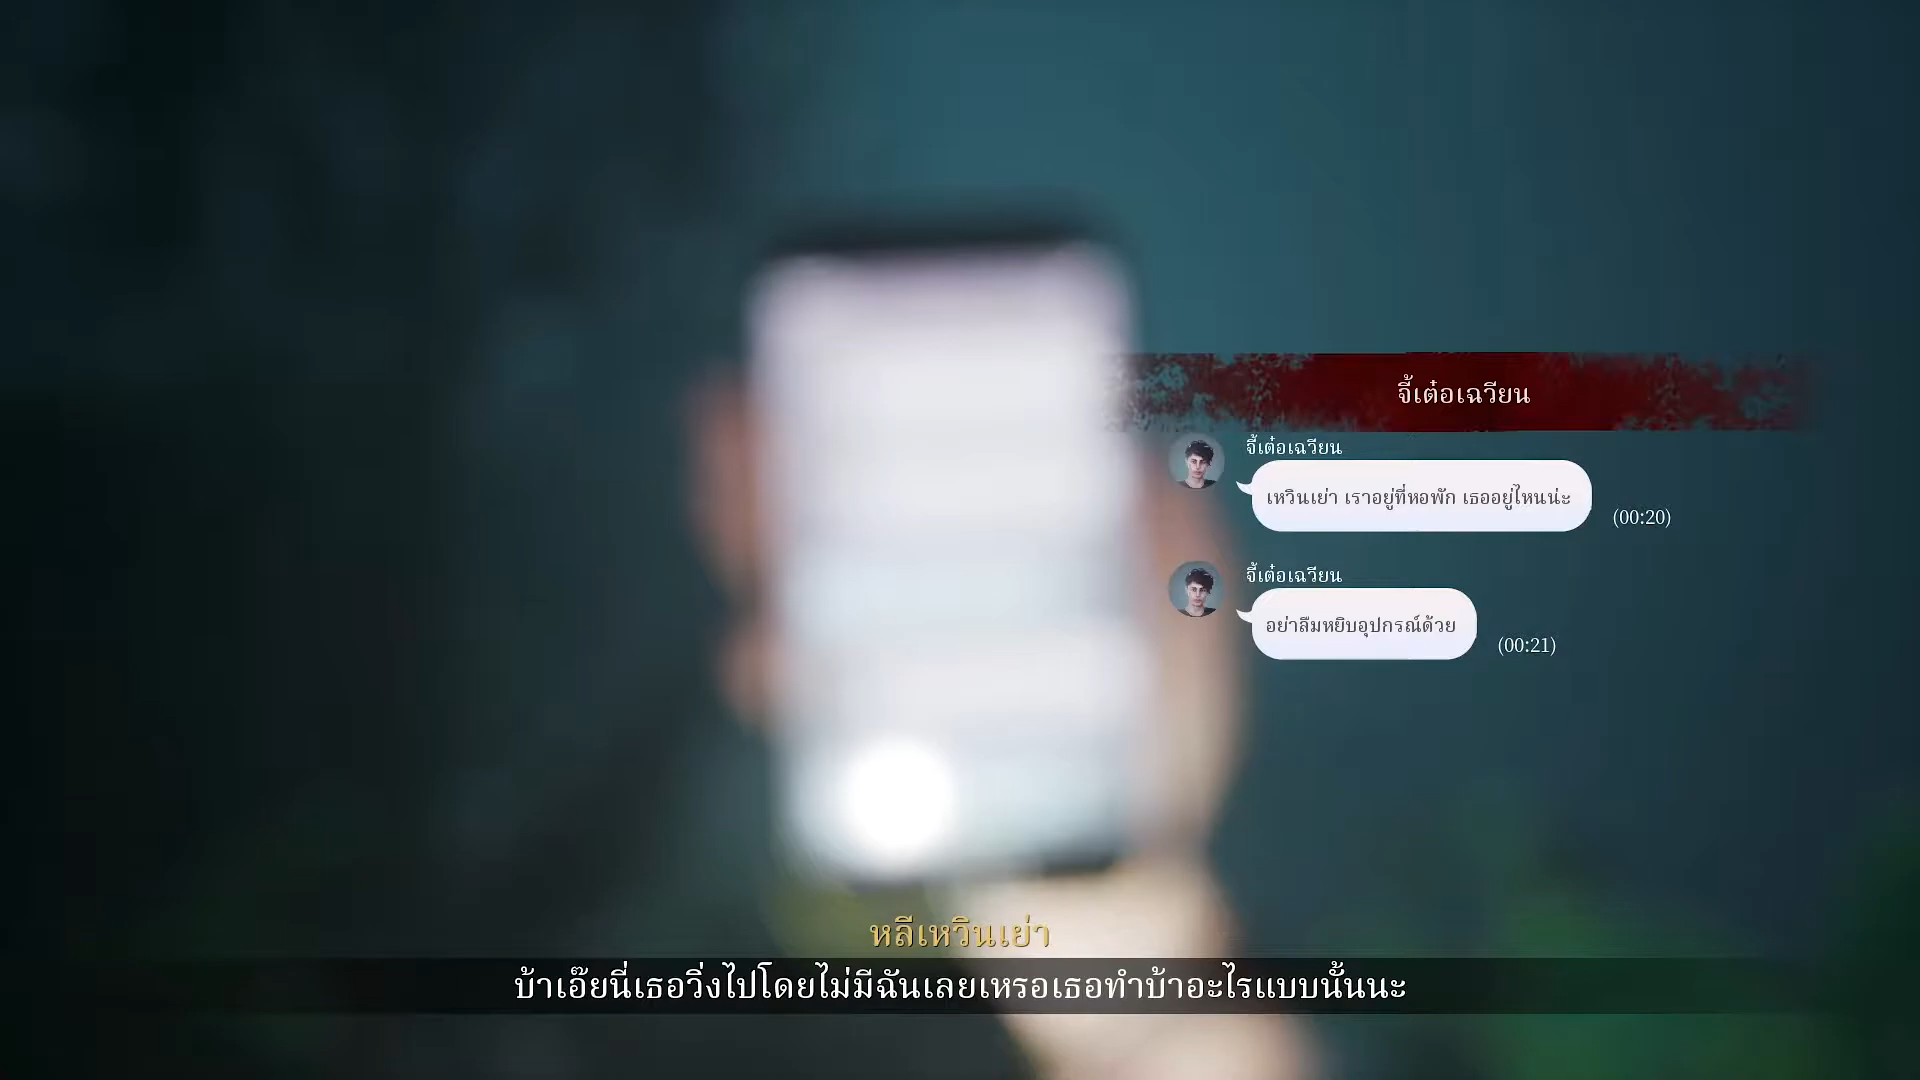 จี้เต๋อเฉวียน
จี้เต๋อเฉวียน
เหวินเย่า เราอยู่ที่หอพัก เธออยู่ไหนน่ะ
(00:20)
จี้เต๋อเฉวียน
อย่าลืมหยิบอุปกรณ์ด้วย
(00:21)
หลีเหวินเย่า
บ้าเอ๊ยนี่เธอวิ่งไปโดยไม่มีฉันเลยเหรอเธอทำบ้าอะไรแบบนั้นนะ